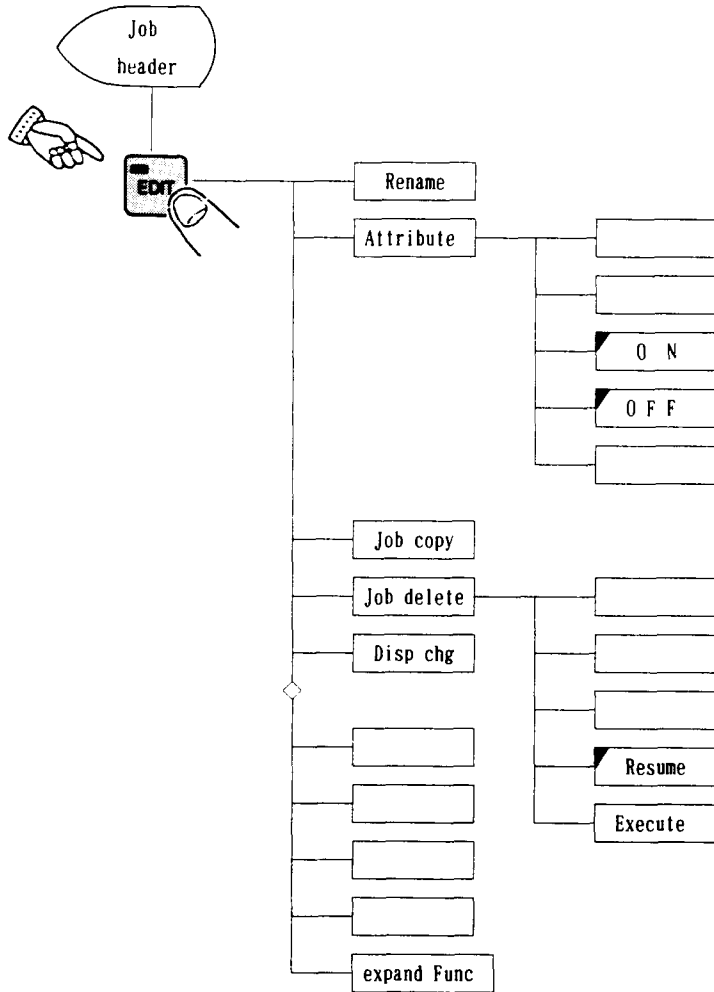 Job
header
EDIT
Rename
Attribute
O N
O F F
Job copy
Job delete
Disp chg
Resume
Execute
expand Func